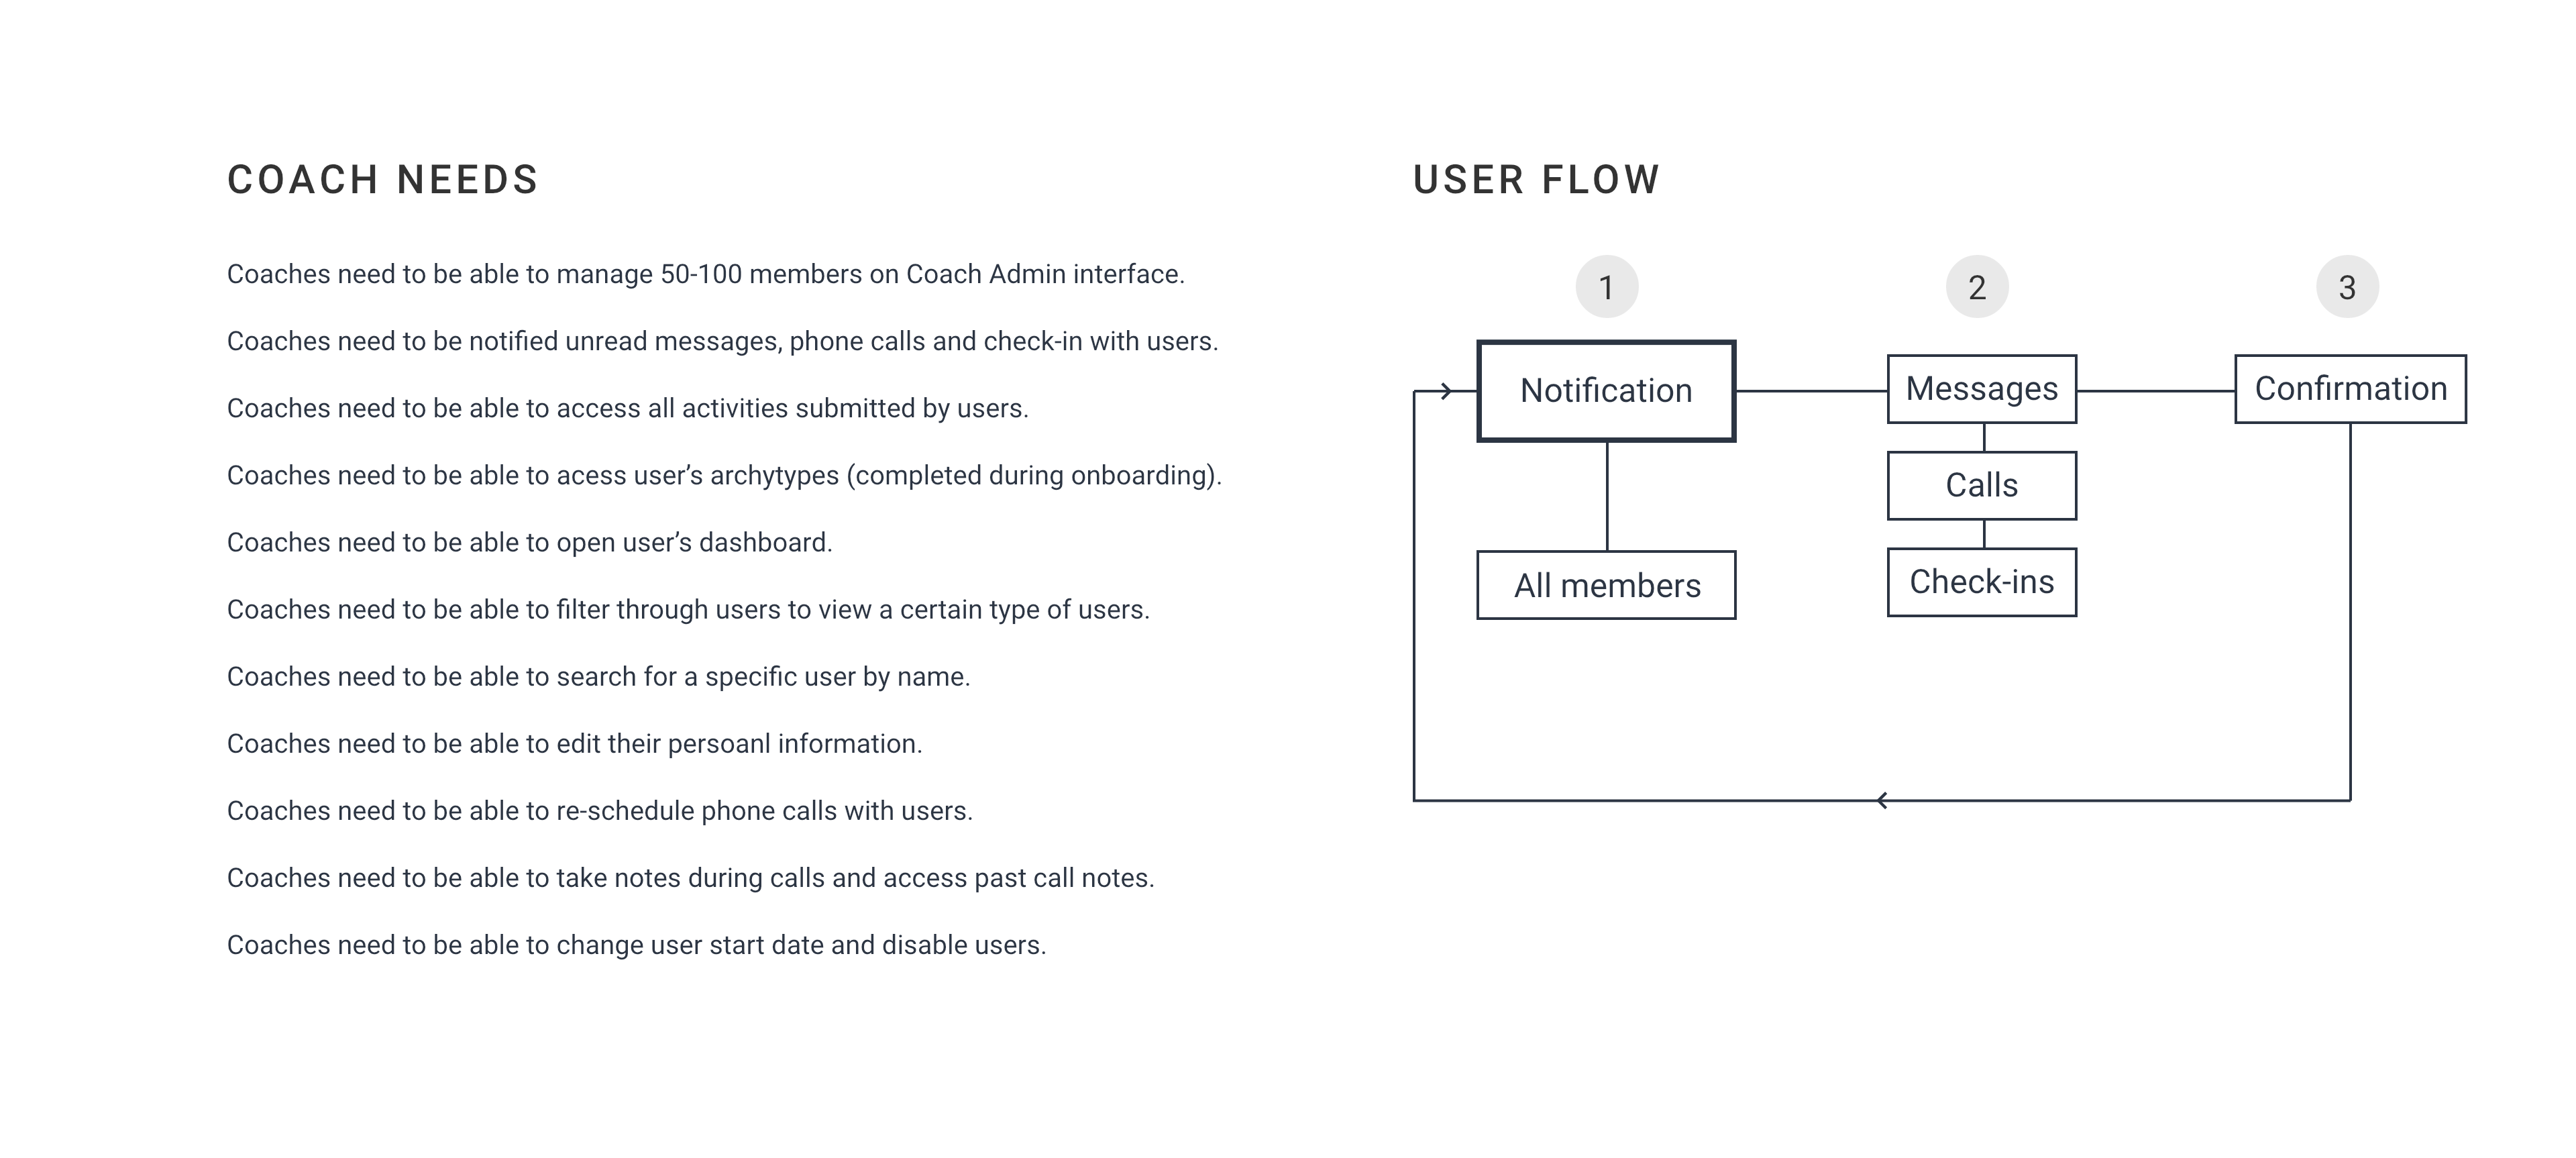 COACH NEEDS
Coaches need to be able to manage 50-100 members on Coach Admin interface.
Coaches need to be notified unread messages, phone calls and check-in with users.
Coaches need to be able to access all activities submitted by users.
Coaches need to be able to acess user’s archytypes (completed during onboarding).
Coaches need to be able to open user’s dashboard.
Coaches need to be able to filter through users to view a certain type of users.
Coaches need to be able to search for a specific user by name.
Coaches need to be able to edit their persoanl information.
Coaches need to be able to re-schedule phone calls with users.
Coaches need to be able to take notes during calls and access past call notes.
Coaches need to be able to change user start date and disable users.
USER FLOW
1
2
3
Notification
Messages
Confirmation
Calls
Check-ins
All members